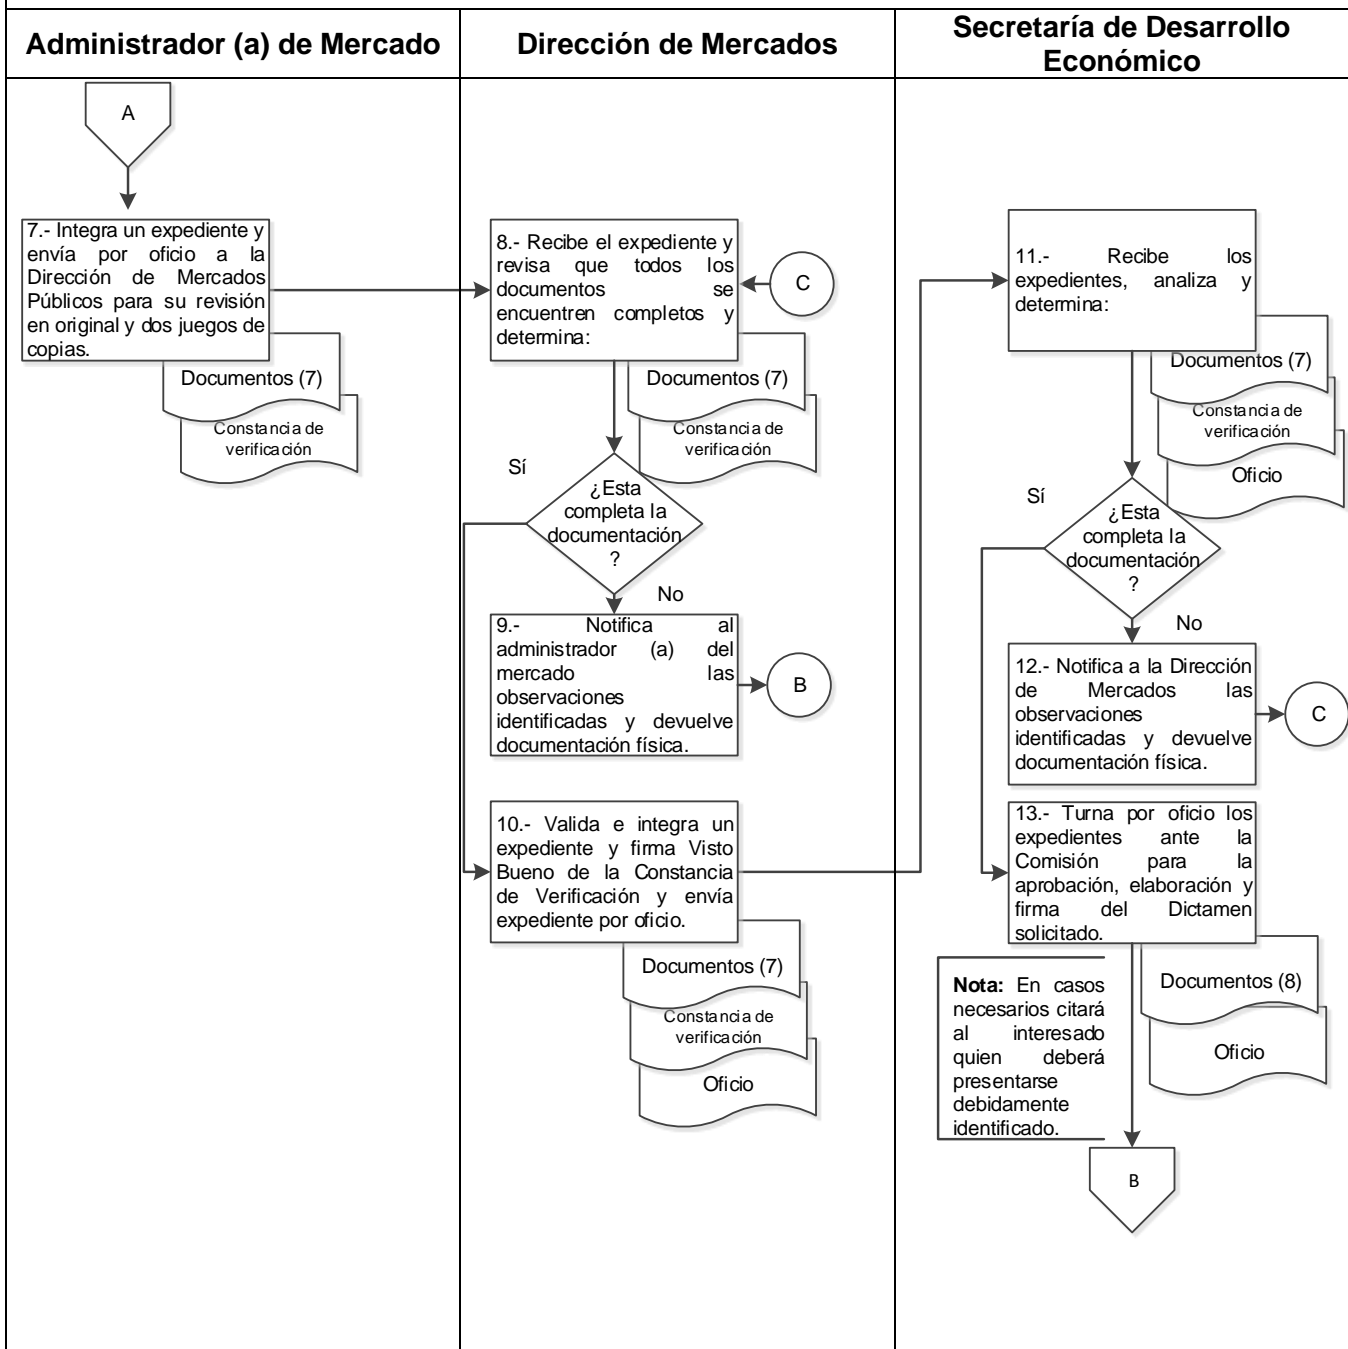 Administrador (a) de Mercado
Dirección de Mercados
Secretaría de Desarrollo
Económico
A
7.- Integra un expediente y
envía por oficio a la
Dirección de Mercados
Públicos para su revisión
en original y dos juegos de
copias.
Documentos (7)
Constancia de
verificación
8.- Recibe el expediente y
revisa que todos los
documentos se
encuentren completos y
determina:
C
Documentos (7)
Constancia de
verificación
Sí
¿Esta
completa la
documentación
?
No
9.- Notifica al
administrador (a) del
mercado las
observaciones
identificadas y devuelve
documentación física.
B
10.- Valida e integra un
expediente y firma Visto
Bueno de la Constancia
de Verificación y envía
expediente por oficio.
Documentos (7)
Constancia de
verificación
Oficio
11.- Recibe los
expedientes, analiza y
determina:
Documentos (7)
Constancia de
verificación
Oficio
Sí
¿Esta
completa la
documentación
?
No
12.- Notifica a la Dirección
de Mercados las
observaciones
identificadas y devuelve
documentación física.
C
13.- Turna por oficio los
expedientes ante la
Comisión para la
aprobación, elaboración y
firma del Dictamen
solicitado.
Nota: En casos
necesarios citará
al interesado
quien deberá
presentarse
debidamente
identificado.
Documentos (8)
Oficio
B